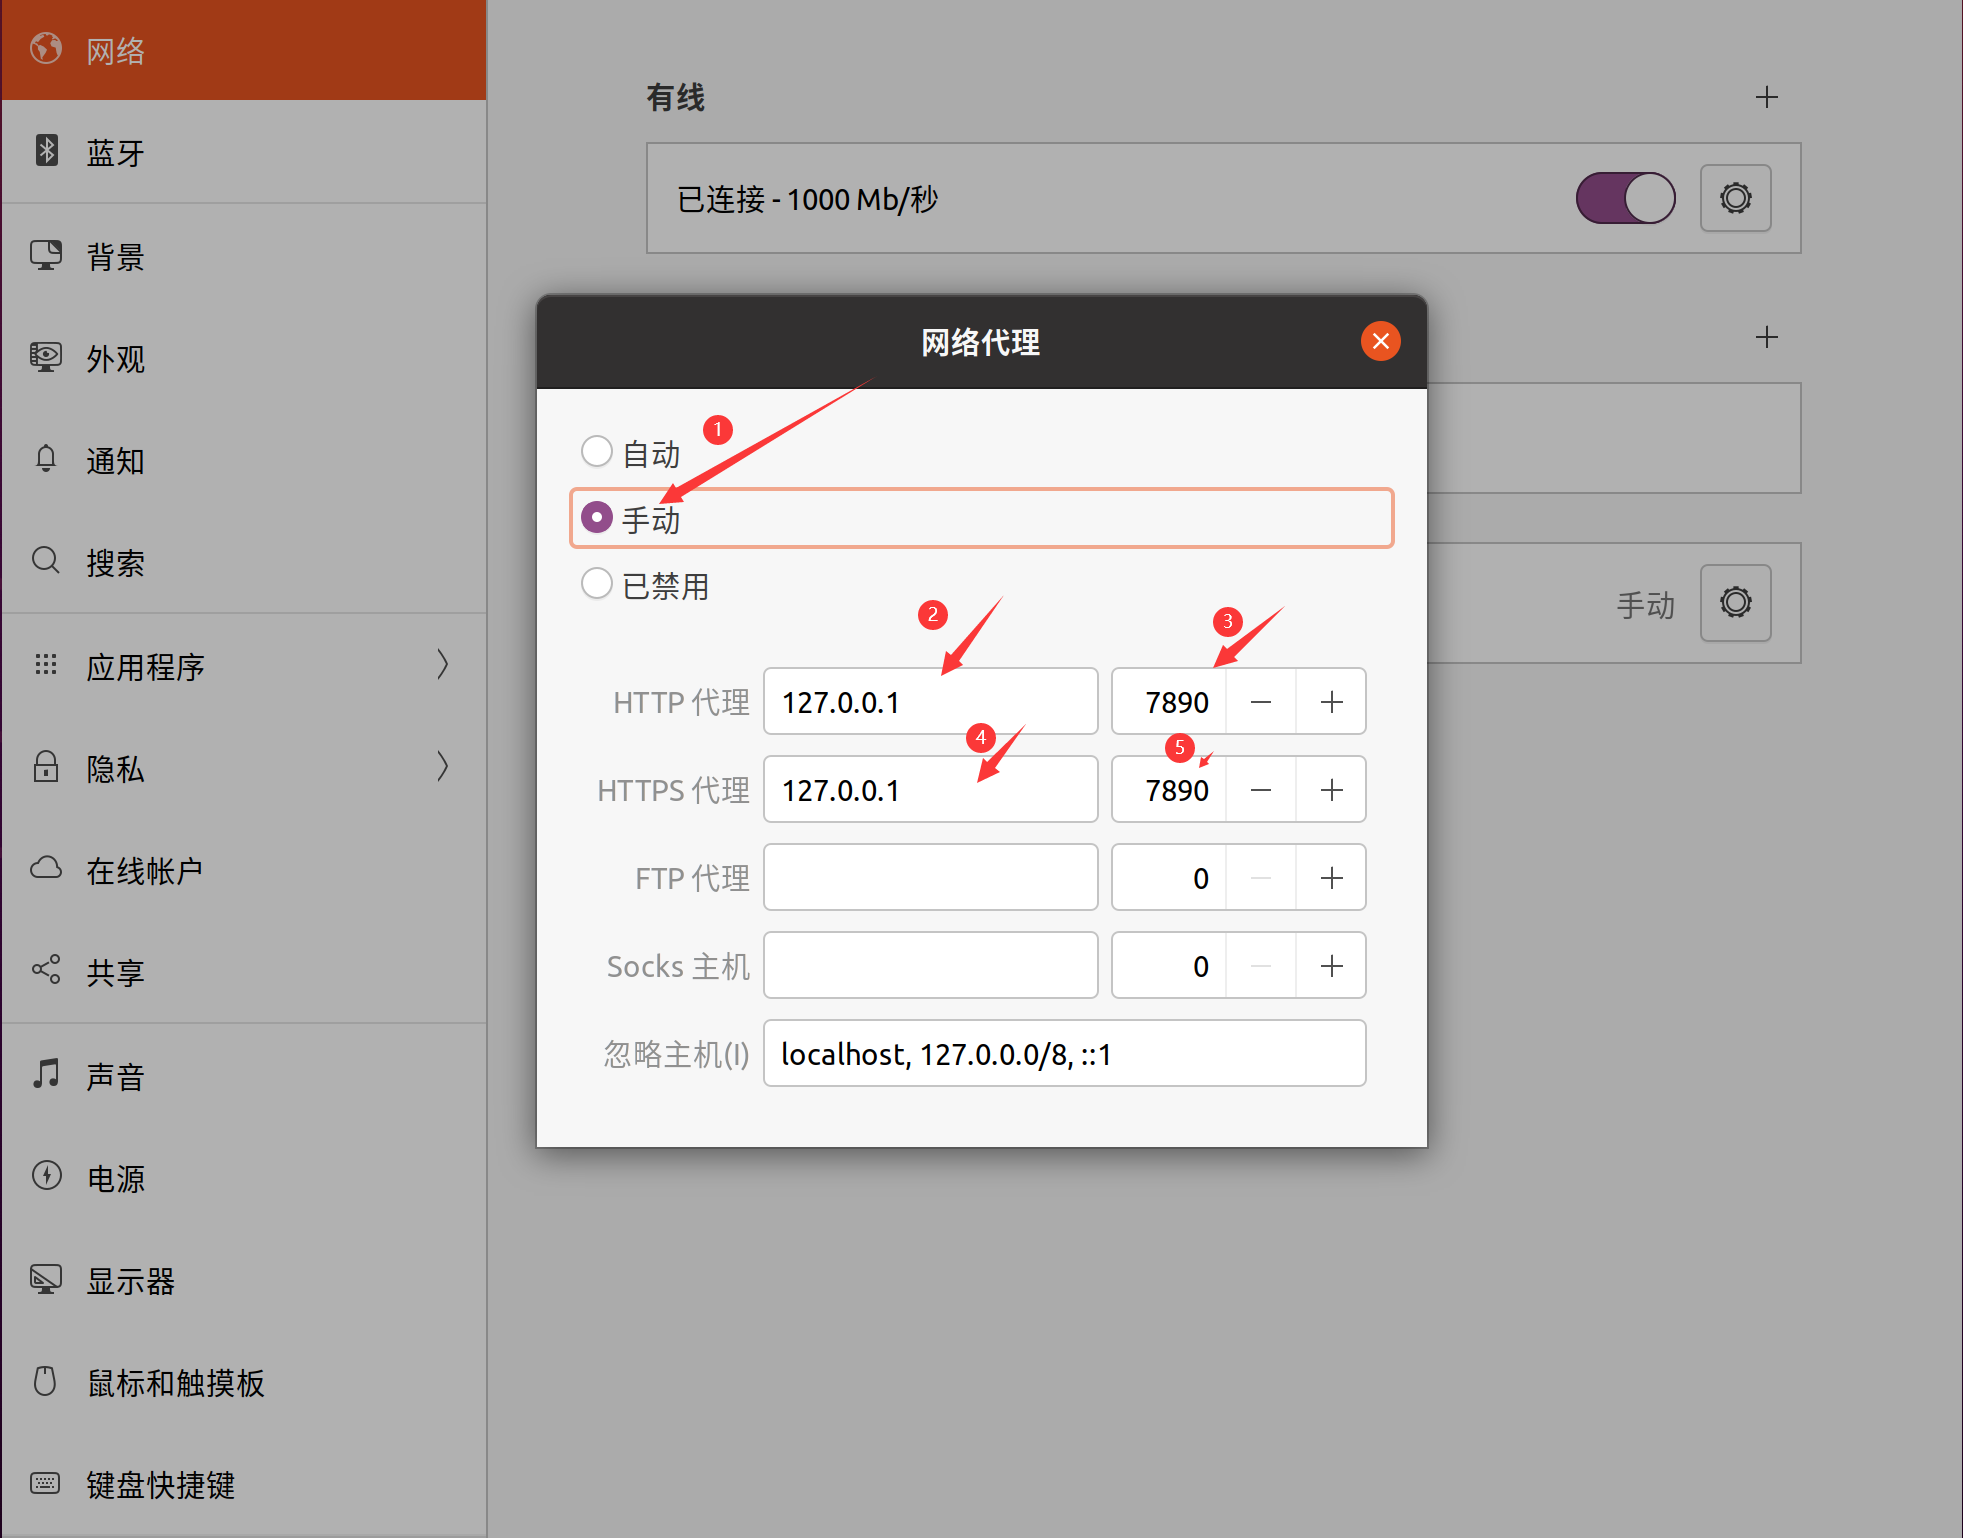 网络
蓝牙
背景
外观
通知
搜索
应用程序
隐私
在线帐户
共享
声音
电源
显示器
鼠标和触摸板
键盘快捷键
有线
已连接 - 1000 Mb/秒
手动
网络代理
1
自动
手动
已禁用
2
3
HTTP 代理 127.0.0.1 7890
4
5
HTTPS 代理 127.0.0.1 7890
FTP 代理 0
Socks 主机 0
忽略主机(I) localhost, 127.0.0.0/8, ::1